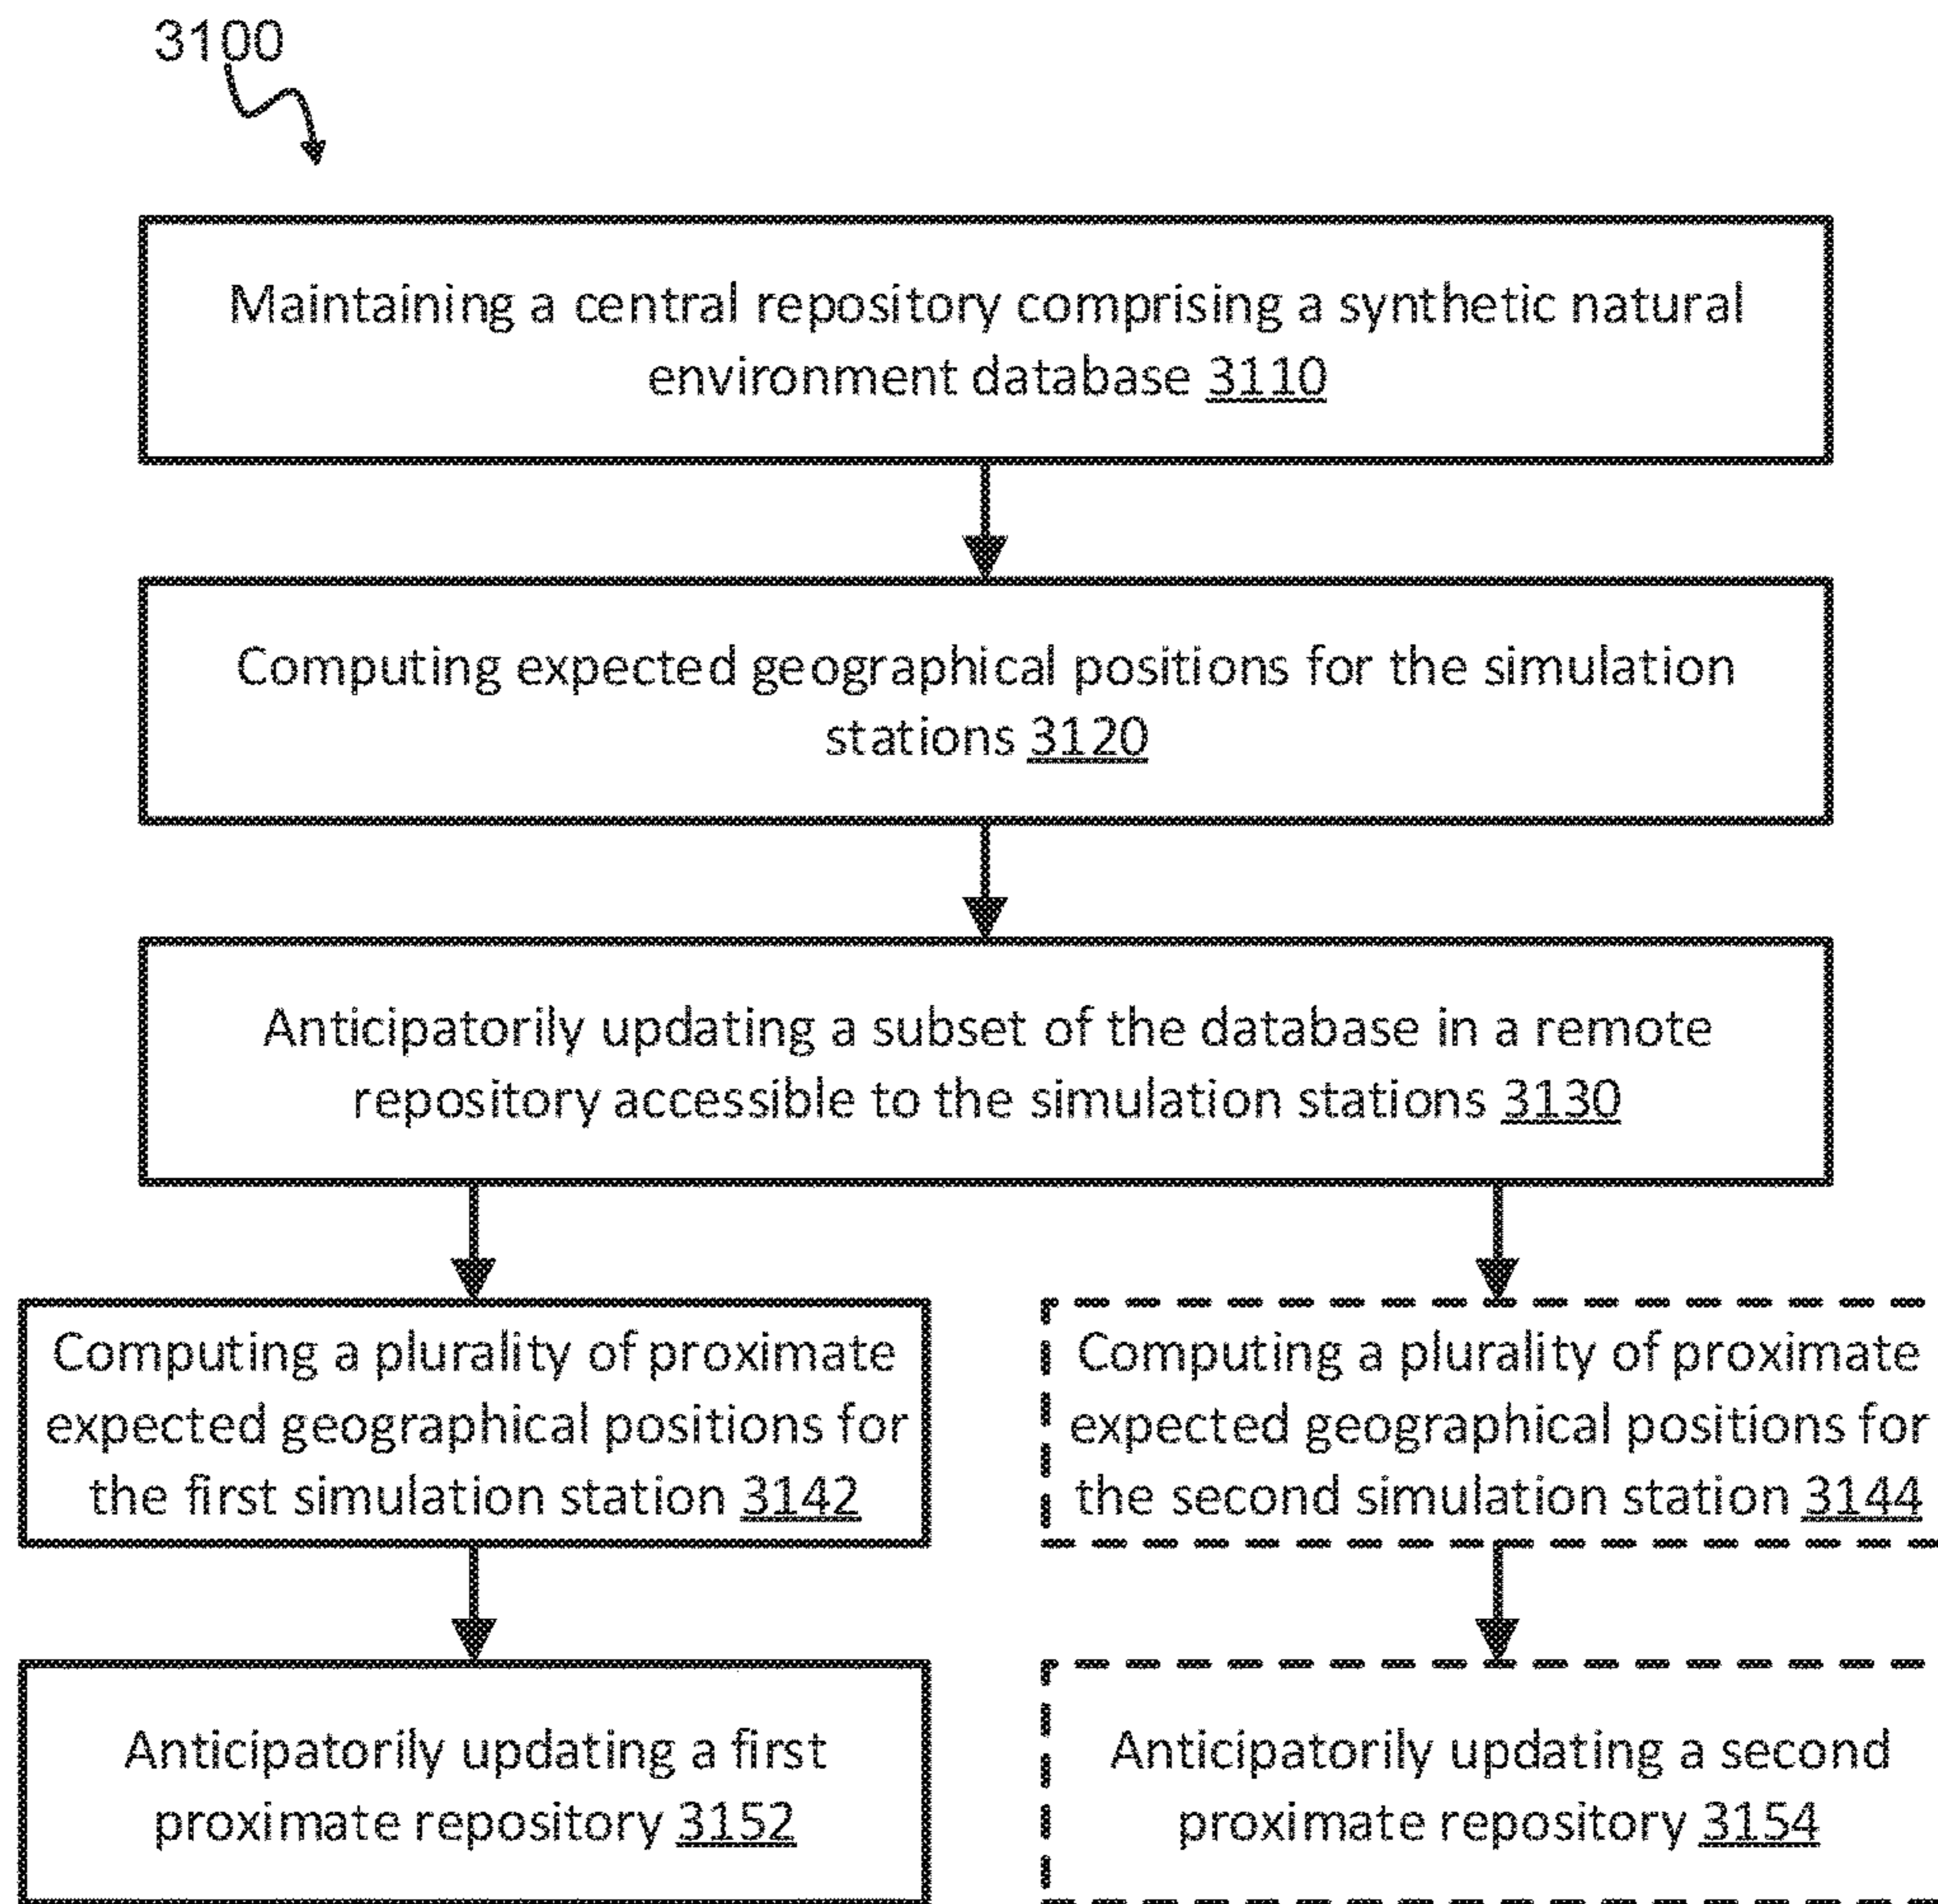 3100
Maintaining a central repository comprising a synthetic natural
environment database 3110
Computing expected geographical positions for the simulation
stations 3120
Anticipatorily updating a subset of the database in a remote
repository accessible to the simulation stations 3130
Computing a plurality of proximate
expected geographical positions for
the first simulation station 3142
Computing a plurality of proximate
expected geographical positions for
the second simulation station 3144
Anticipatorily updating a first
proximate repository 3152
Anticipatorily updating a second
proximate repository 3154